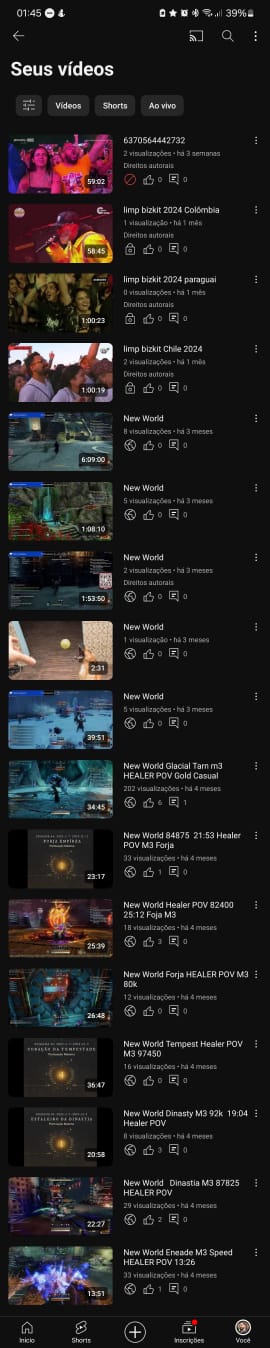 01:45
39%
Seus vídeos
Vídeos
Shorts
Ao vivo
59:02
6370564442732
2 visualizações • há 3 semanas
Direitos autorais
0 0
58:45
limp bizkit 2024 Colômbia
1 visualização • há 1 mês
Direitos autorais
0 0
1:00:23
limp bizkit 2024 paraguai
0 visualizações • há 1 mês
Direitos autorais
0 0
1:00:19
limp bizkit Chile 2024
2 visualizações • há 1 mês
Direitos autorais
0 0
6:09:00
New World
8 visualizações • há 3 meses
0 0
1:08:10
New World
5 visualizações • há 3 meses
0 0
1:53:50
New World
2 visualizações • há 3 meses
Direitos autorais
0 0
2:31
New World
1 visualização • há 3 meses
0 0
39:51
New World
5 visualizações • há 3 meses
0 0
34:45
New World Glacial Tarn m3
HEALER POV Gold Casual
202 visualizações • há 4 meses
6 1
FORJA EMPÍREA
23:17
New World 84875 21:53 Healer
POV M3 Forja
33 visualizações • há 4 meses
1 0
25:39
New World Healer POV 82400
25:12 Foja M3
18 visualizações • há 4 meses
3 0
26:48
New World Forja HEALER POV M3
80k
12 visualizações • há 4 meses
0 0
CORAÇÃO DA TEMPESTADE
36:47
New World Tempest Healer POV
M3 97450
16 visualizações • há 4 meses
0 0
ESTALEIRO DA DINASTIA
20:58
New World Dinasty M3 92k 19:04
Healer POV
8 visualizações • há 4 meses
3 0
22:27
New World Dinastia M3 87825
HEALER POV
29 visualizações • há 4 meses
2 0
13:51
New World Eneade M3 Speed
HEALER POV 13:26
33 visualizações • há 4 meses
1 0
Início
Shorts
Inscrições
Você